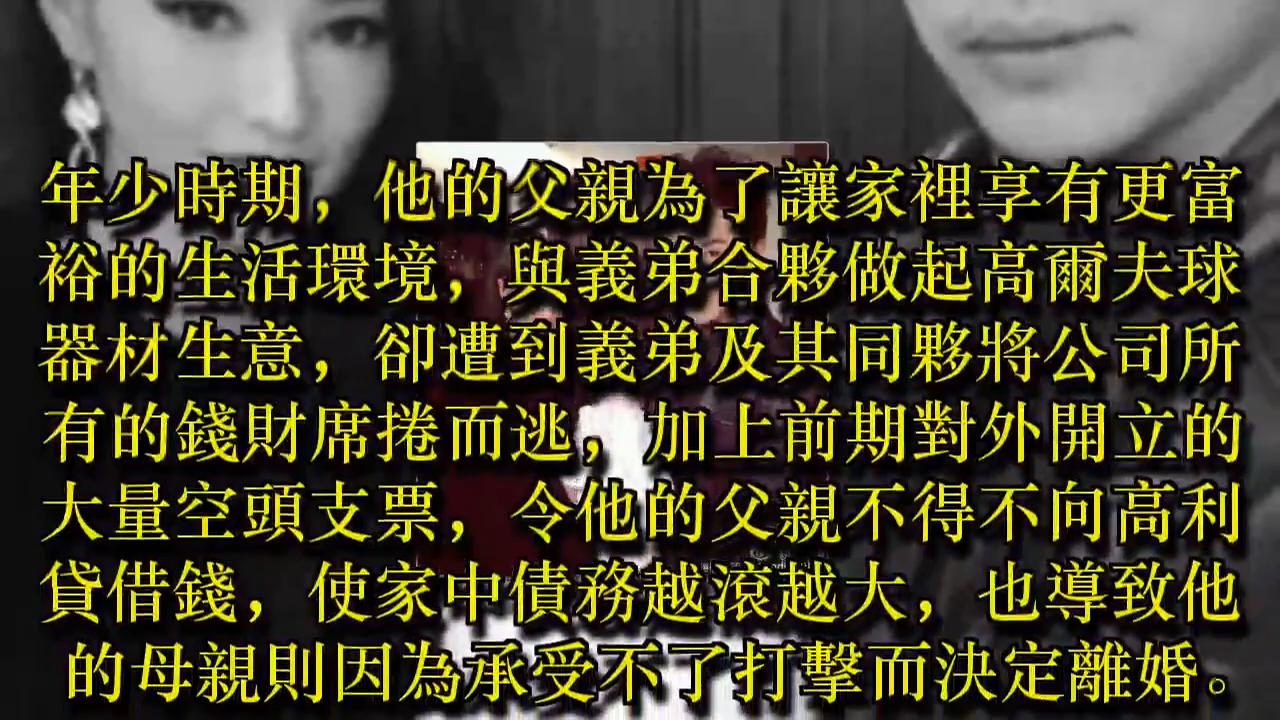 年少時期，他的父親為了讓家裡享有更富
裕的生活環境，與義弟合夥做起高爾夫球
器材生意，卻遭到義弟及其同夥將公司所
有的錢財席捲而逃，加上前期對外開立的
大量空頭支票，令他的父親不得不向高利
貸借錢，使家中債務越滾越大，也導致他
的母親則因為承受不了打擊而決定離婚。